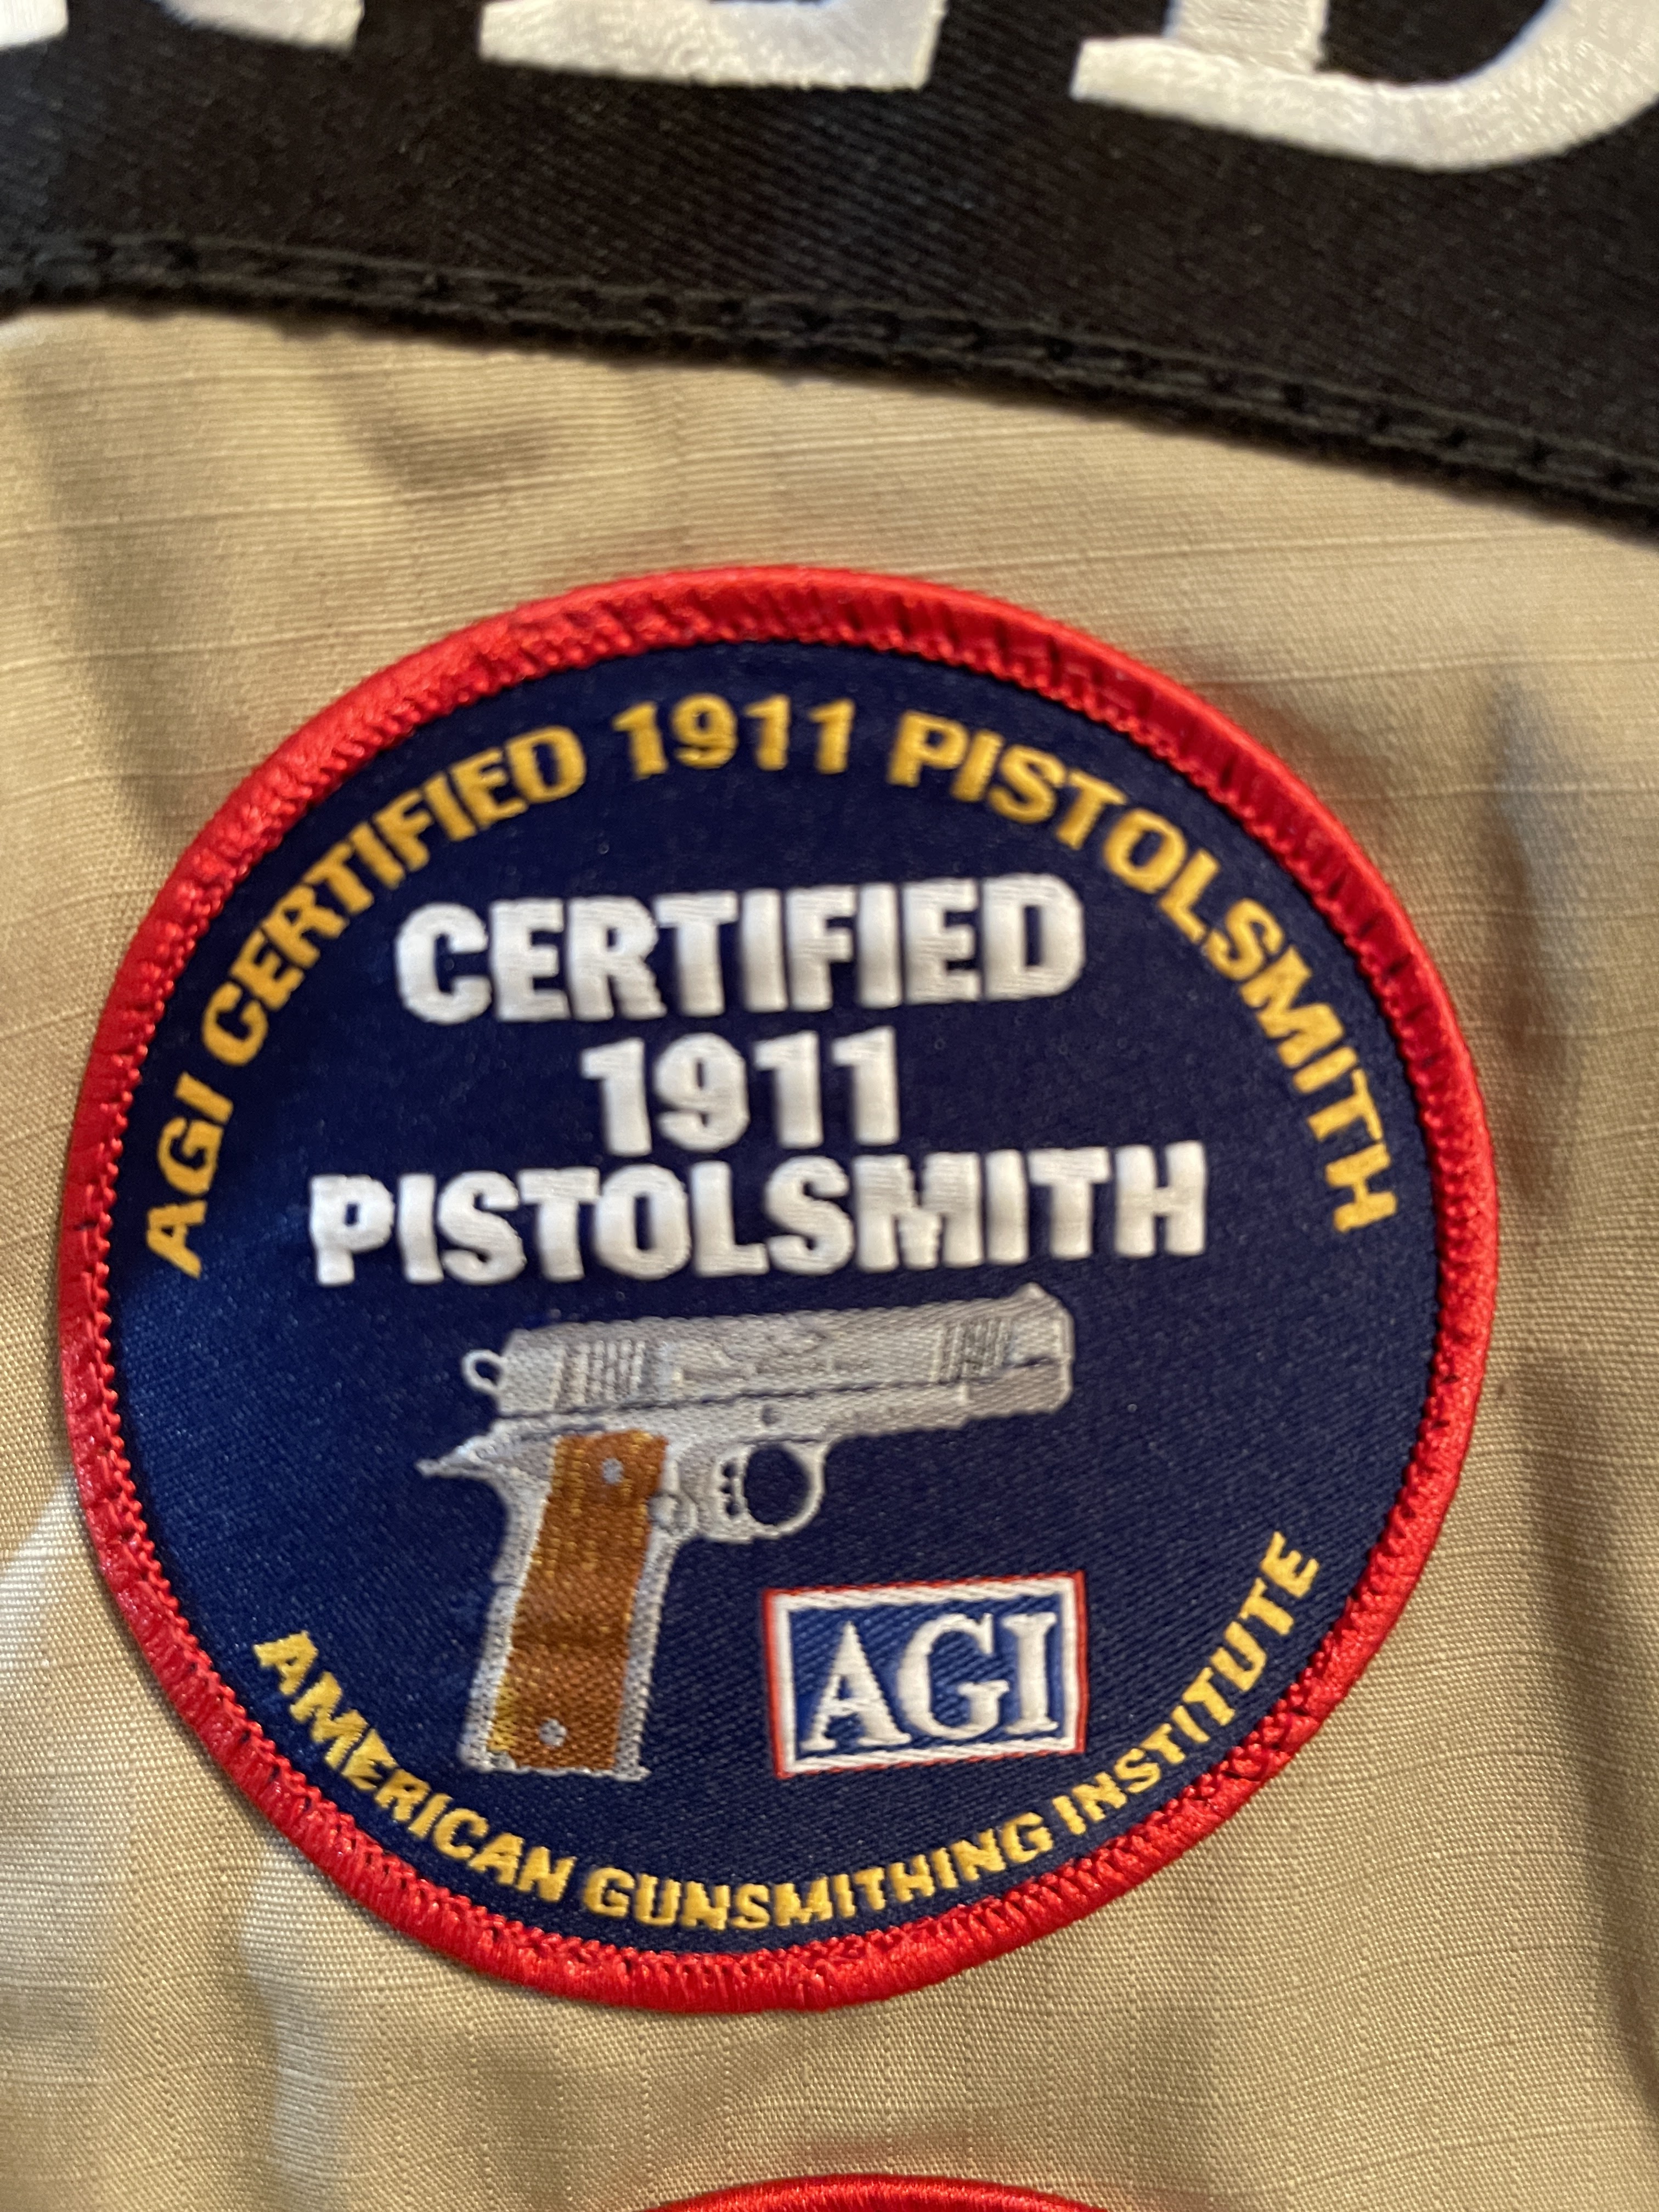 AGI CERTIFIED 1911 PISTOLSMITH
CERTIFIED
1911
PISTOLSMITH
AGI
AMERICAN GUNSMITHING INSTITUTE